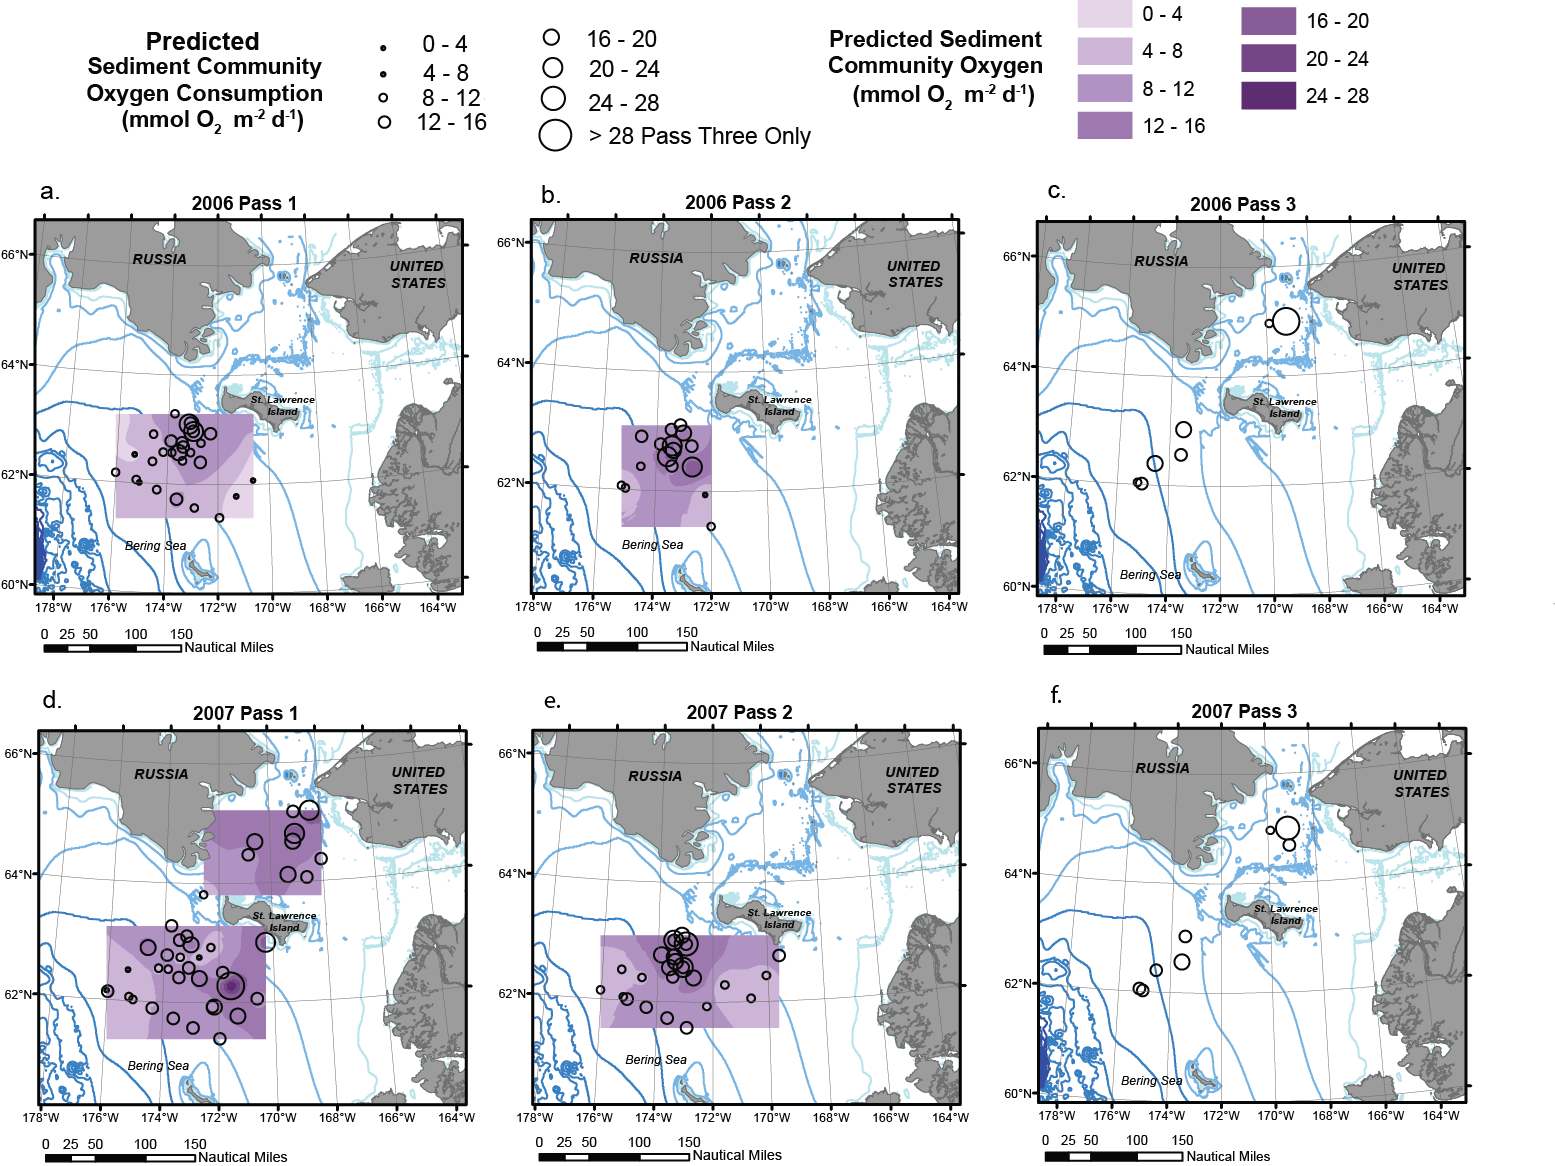 Predicted
Sediment Community
Oxygen Consumption
(mmol O2 m-2 d-1)
0 - 4
4 - 8
8 - 12
12 - 16
16 - 20
20 - 24
24 - 28
> 28 Pass Three Only
Predicted Sediment
Community Oxygen
(mmol O2 m-2 d-1)
0 - 4
4 - 8
8 - 12
12 - 16
16 - 20
20 - 24
24 - 28
a.
2006 Pass 1
66°N
64°N
62°N
60°N
RUSSIA
UNITED
STATES
St. Lawrence
Island
Bering Sea
178°W 176°W 174°W 172°W 170°W 168°W 166°W 164°W
0 25 50 100 150
Nautical Miles
b.
2006 Pass 2
66°N
64°N
62°N
RUSSIA
UNITED
STATES
St. Lawrence
Island
Bering Sea
178°W 176°W 174°W 172°W 170°W 168°W 166°W 164°W
0 25 50 100 150
Nautical Miles
c.
2006 Pass 3
66°N
64°N
62°N
60°N
RUSSIA
UNITED
STATES
St. Lawrence
Island
Bering Sea
178°W 176°W 174°W 172°W 170°W 168°W 166°W 164°W
0 25 50 100 150
Nautical Miles
d.
2007 Pass 1
66°N
64°N
62°N
RUSSIA
UNITED
STATES
St. Lawrence
Island
Bering Sea
178°W 176°W 174°W 172°W 170°W 168°W 166°W 164°W
0 25 50 100 150
Nautical Miles
e.
2007 Pass 2
66°N
64°N
62°N
RUSSIA
UNITED
STATES
St. Lawrence
Island
Bering Sea
178°W 176°W 174°W 172°W 170°W 168°W 166°W 164°W
0 25 50 100 150
Nautical Miles
f.
2007 Pass 3
66°N
64°N
62°N
60°N
RUSSIA
UNITED
STATES
St. Lawrence
Island
Bering Sea
178°W 176°W 174°W 172°W 170°W 168°W 166°W 164°W
0 25 50 100 150
Nautical Miles